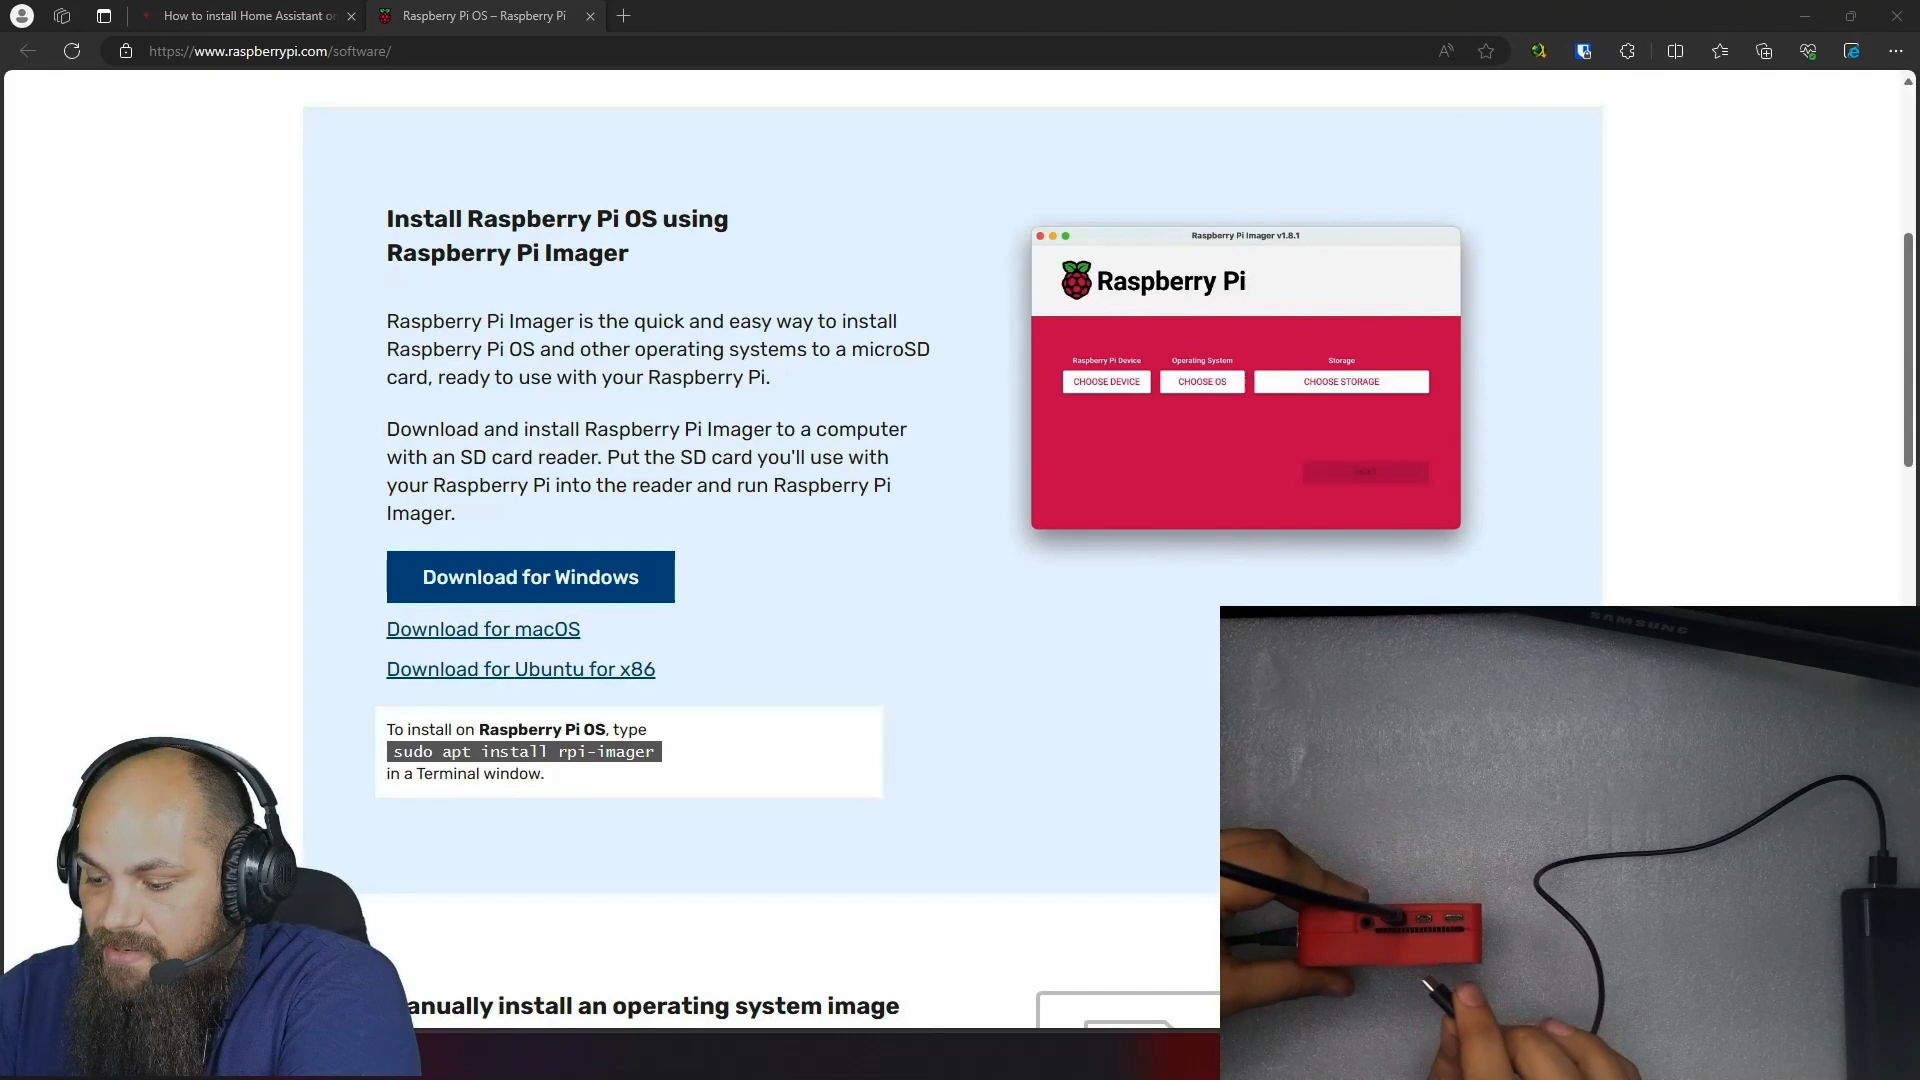 How to install Home Assistant o
Raspberry Pi OS – Raspberry Pi
https://www.raspberrypi.com/software/
Install Raspberry Pi OS using
Raspberry Pi Imager
Raspberry Pi Imager is the quick and easy way to install
Raspberry Pi OS and other operating systems to a microSD
card, ready to use with your Raspberry Pi.
Download and install Raspberry Pi Imager to a computer
with an SD card reader. Put the SD card you'll use with
your Raspberry Pi into the reader and run Raspberry Pi
Imager.
Download for Windows
Download for macOS
Download for Ubuntu for x86
To install on Raspberry Pi OS, type
sudo apt install rpi-imager
in a Terminal window.
Raspberry Pi Imager v1.8.1
Raspberry Pi
Raspberry Pi Device Operating System Storage
CHOOSE DEVICE CHOOSE OS CHOOSE STORAGE
SAMSUNG
anually install an operating system image